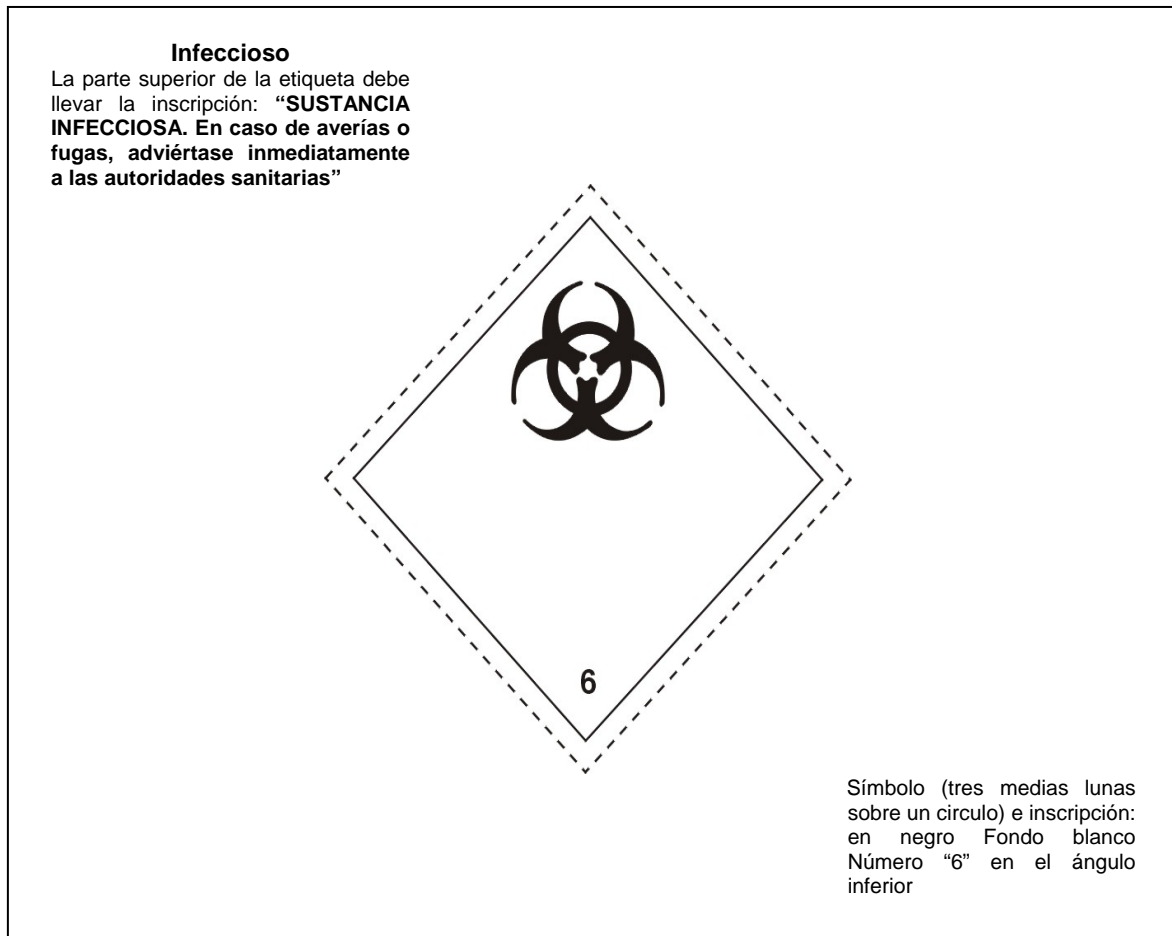 Infeccioso
La parte superior de la etiqueta debe
llevar la inscripción: “SUSTANCIA
INFECCIOSA. En caso de averías o
fugas, adviértase inmediatamente
a las autoridades sanitarias”
6
Símbolo (tres medias lunas
sobre un circulo) e inscripción:
en negro Fondo blanco
Número “6” en el ángulo
inferior